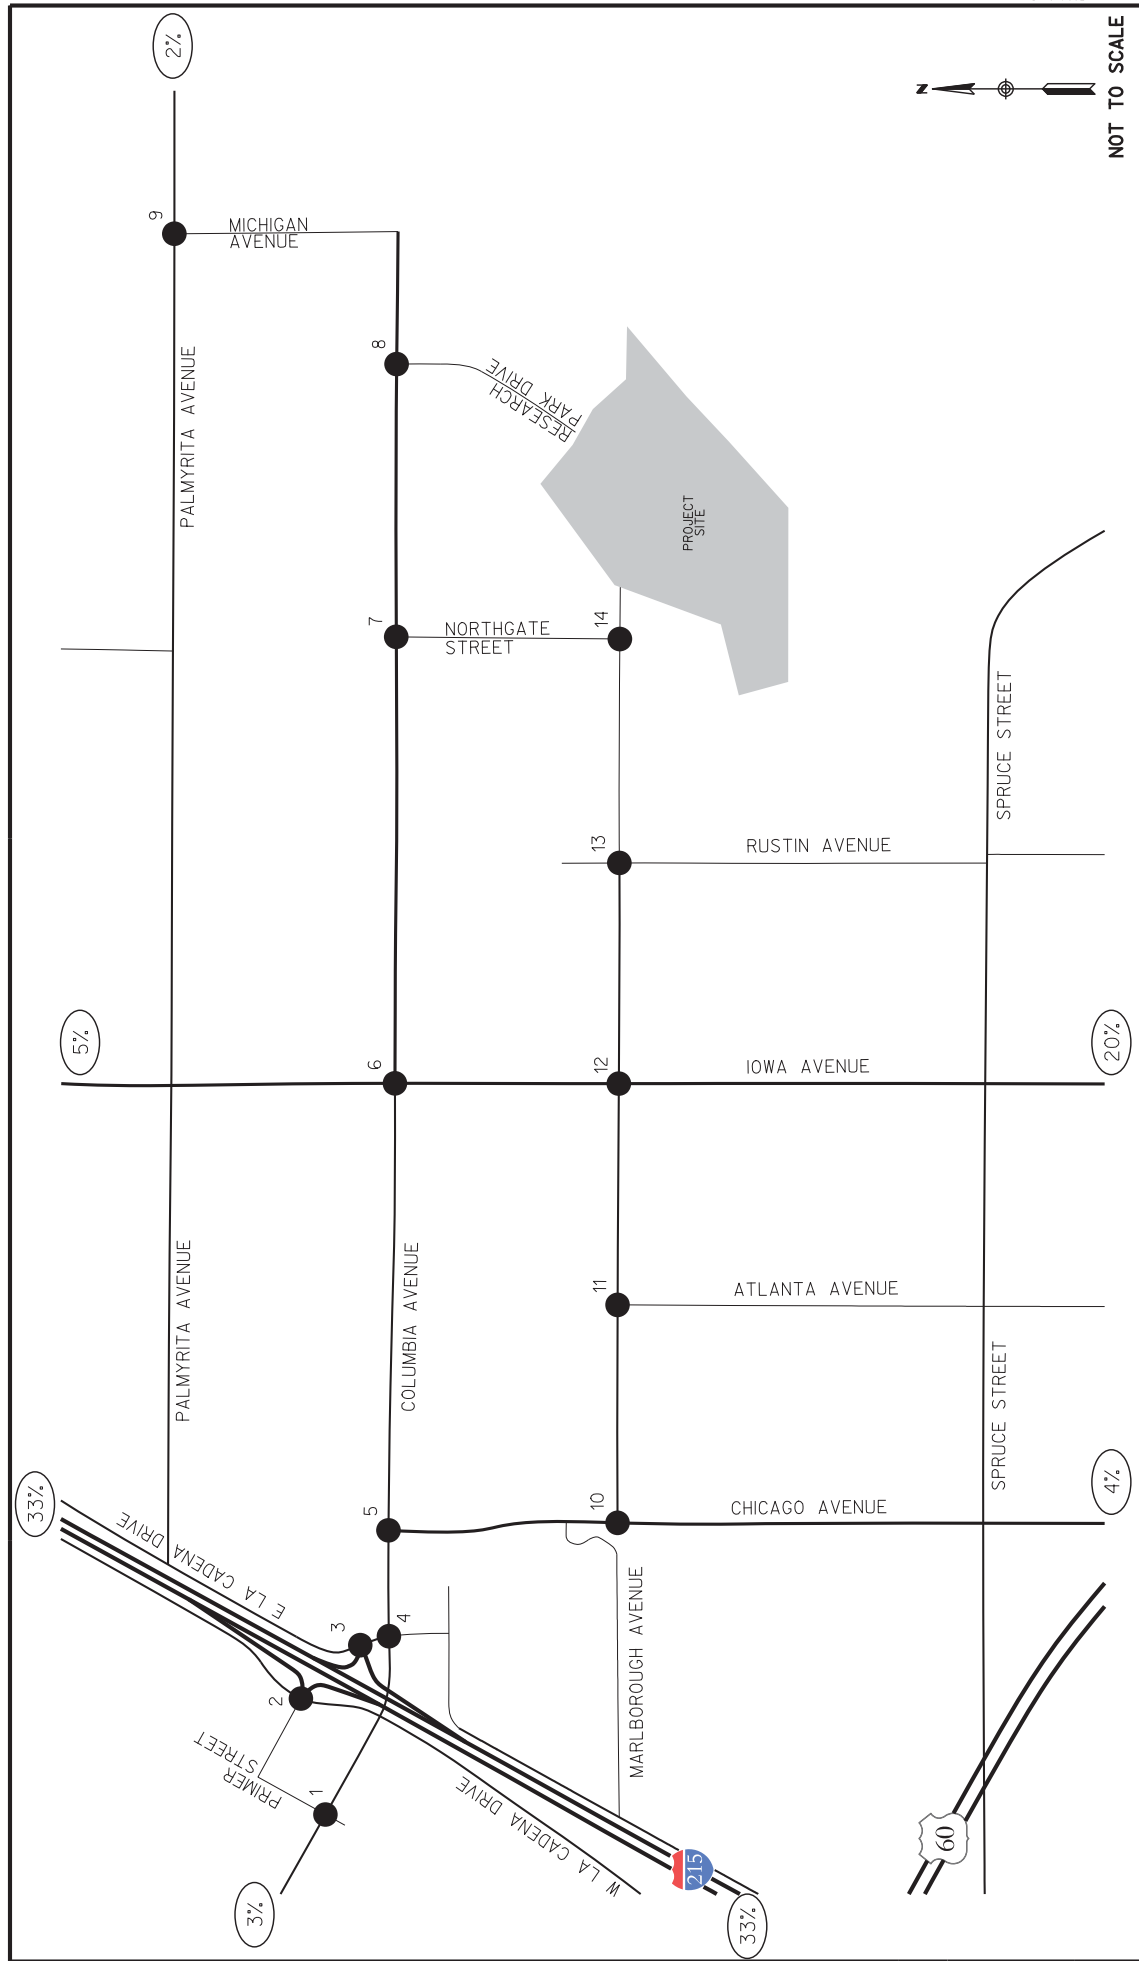 2%
NOT TO SCALE
N
9
MICHIGAN
AVENUE
PALMYRITA AVENUE
8
RESEARCH
PARK DRIVE
PROJECT
SITE
7
NORTHGATE
STREET
14
SPRUCE STREET
13
RUSTIN AVENUE
5%
6
12
IOWA AVENUE
20%
PALMYRITA AVENUE
COLUMBIA AVENUE
11
ATLANTA AVENUE
SPRUCE STREET
33%
E LA CADENA DRIVE
5
10
CHICAGO AVENUE
4%
3
4
2
MARLBOROUGH AVENUE
PRIMER
STREET
1
W LA CADENA DRIVE
215
60
3%
33%